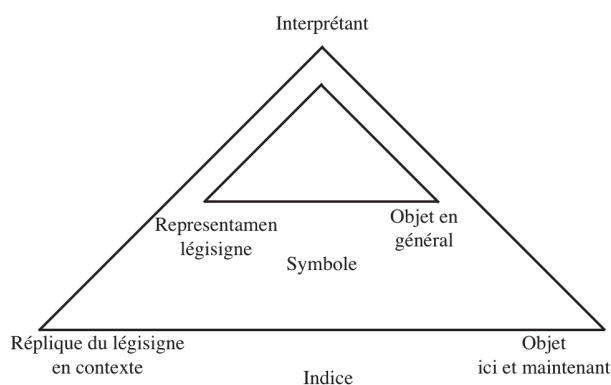 Interprétant
Representamen
légisigne
Objet en
général
Symbole
Réplique du légisigne
en contexte
Objet
ici et maintenant
Indice